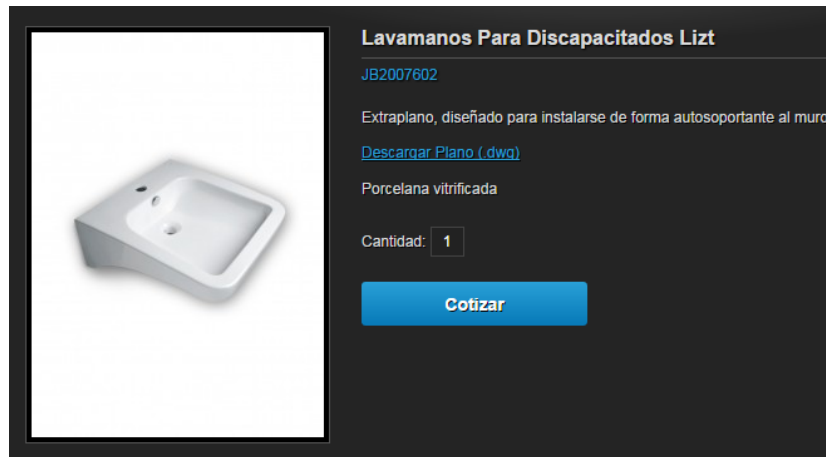 Lavamanos Para Discapacitados Lizt
JB2007602
Extraplano, diseñado para instalarse de forma autosoportante al muro
Descargar Plano (.dwg)
Porcelana vitrificada
Cantidad: 1
Cotizar